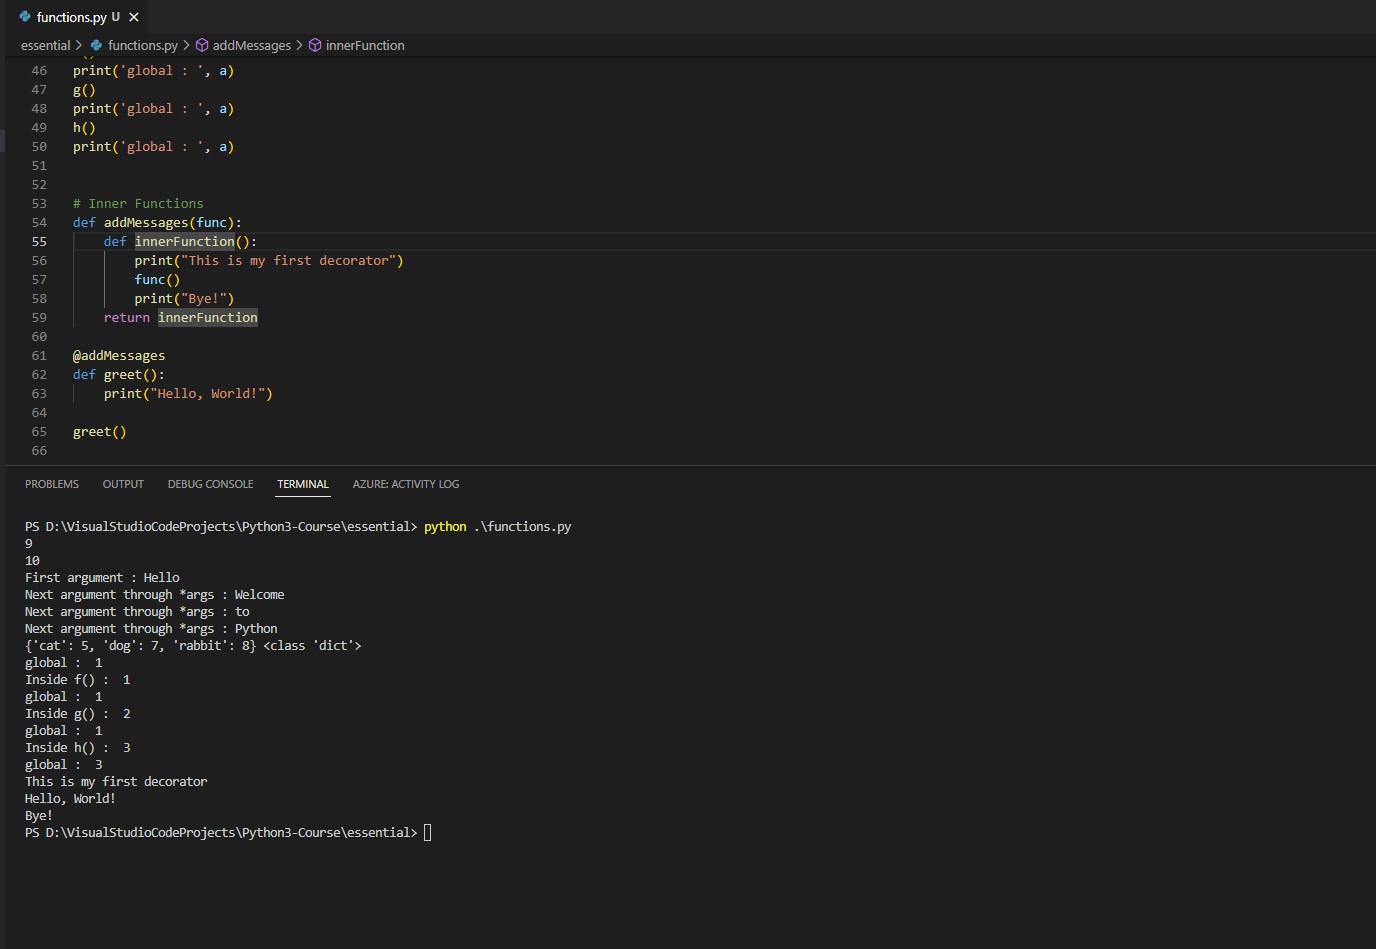 functions.py U ×
essential > functions.py > addMessages > innerFunction
46 print('global : ', a)
47 g()
48 print('global : ', a)
49 h()
50 print('global : ', a)
51
52
53 # Inner Functions
54 def addMessages(func):
55     def innerFunction():
56         print("This is my first decorator")
57         func()
58         print("Bye!")
59     return innerFunction
60
61 @addMessages
62 def greet():
63     print("Hello, World!")
64
65 greet()
66
PROBLEMS OUTPUT DEBUG CONSOLE TERMINAL AZURE: ACTIVITY LOG
PS D:\VisualStudioCodeProjects\Python3-Course\essential> python .\functions.py
9
10
First argument : Hello
Next argument through *args : Welcome
Next argument through *args : to
Next argument through *args : Python
{'cat': 5, 'dog': 7, 'rabbit': 8} <class 'dict'>
global :  1
Inside f() :  1
global :  1
Inside g() :  2
global :  1
Inside h() :  3
global :  3
This is my first decorator
Hello, World!
Bye!
PS D:\VisualStudioCodeProjects\Python3-Course\essential>